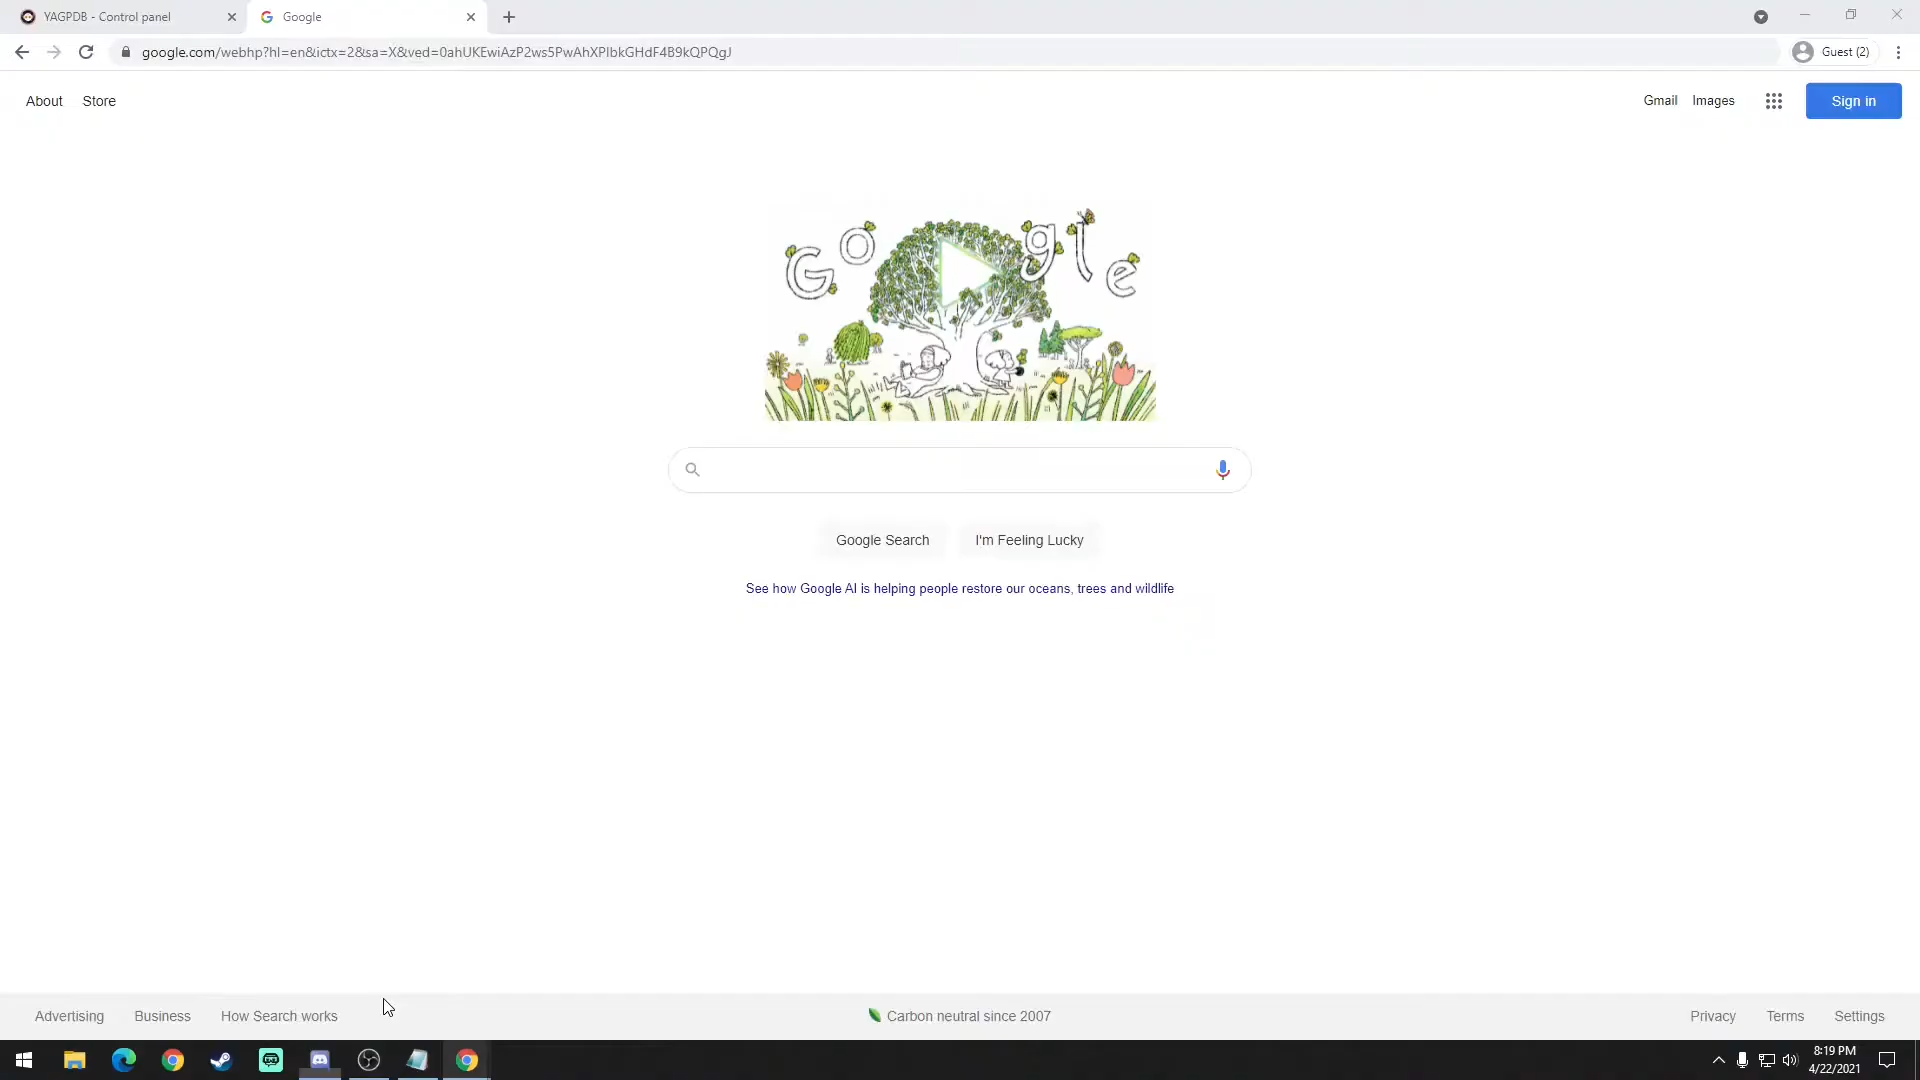 YAGPDB - Control panel
Google
google.com/webhp?hl=en&ictx=2&sa=X&ved=0ahUKEwiAzP2ws5PwAhXPlbkGHdF4B9kQPQgJ
Guest (2)
About Store
Gmail Images
Sign in
Google
Google Search
I'm Feeling Lucky
See how Google AI is helping people restore our oceans, trees and wildlife
Advertising Business How Search works
Carbon neutral since 2007
Privacy Terms Settings
8:19 PM
4/22/2021